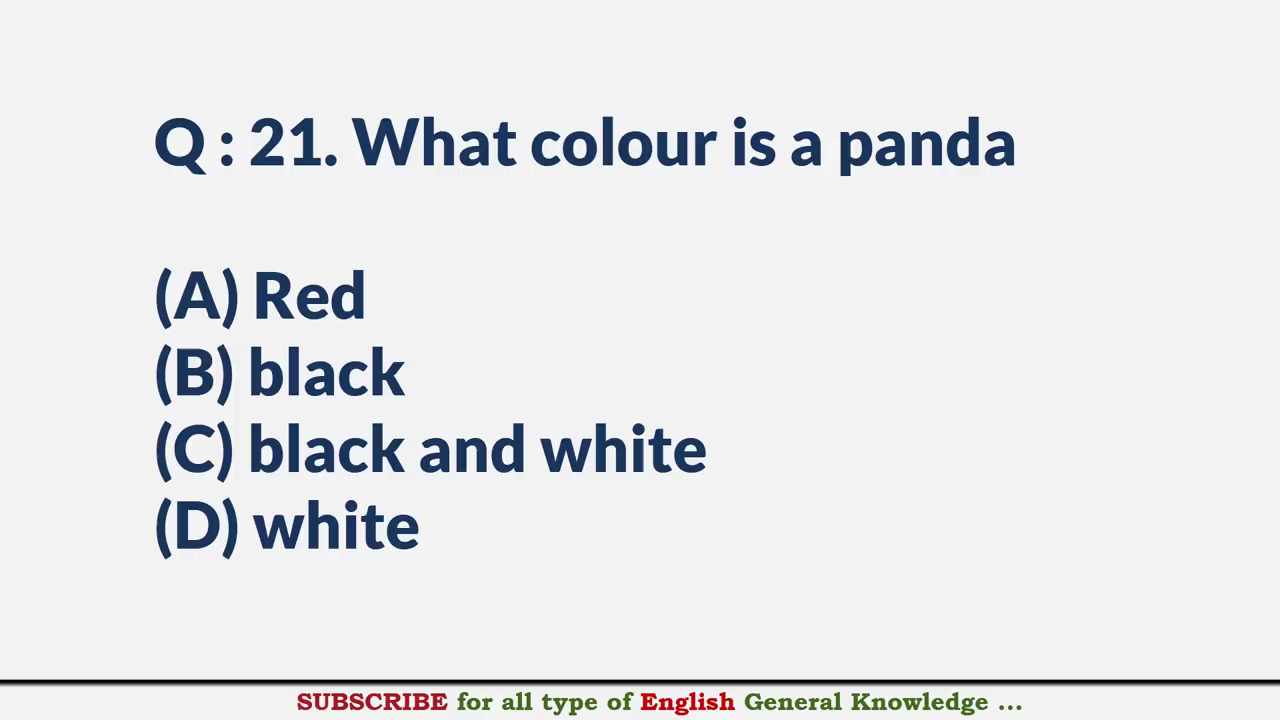 Q : 21. What colour is a panda
(A) Red
(B) black
(C) black and white
(D) white
SUBSCRIBE for all type of English General Knowledge ...